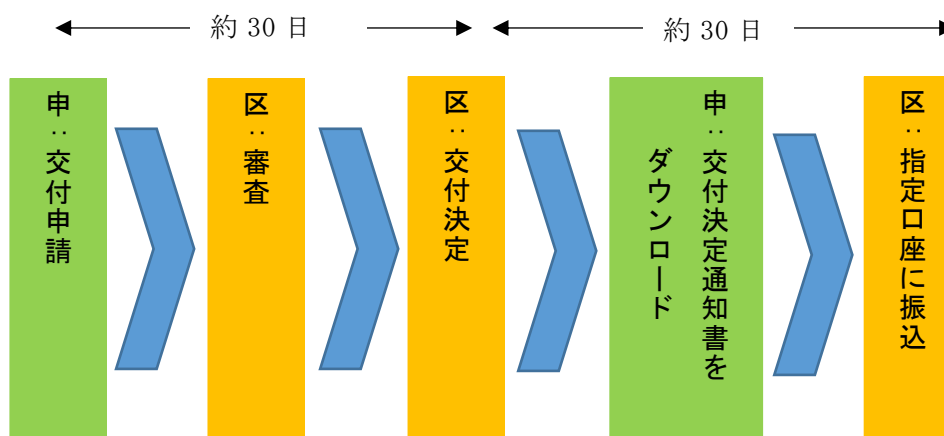 約 30 日
約 30 日
申：交付申請
区：審査
区：交付決定
申：交付決定通知書を
ダウンロード
区：指定口座に振込